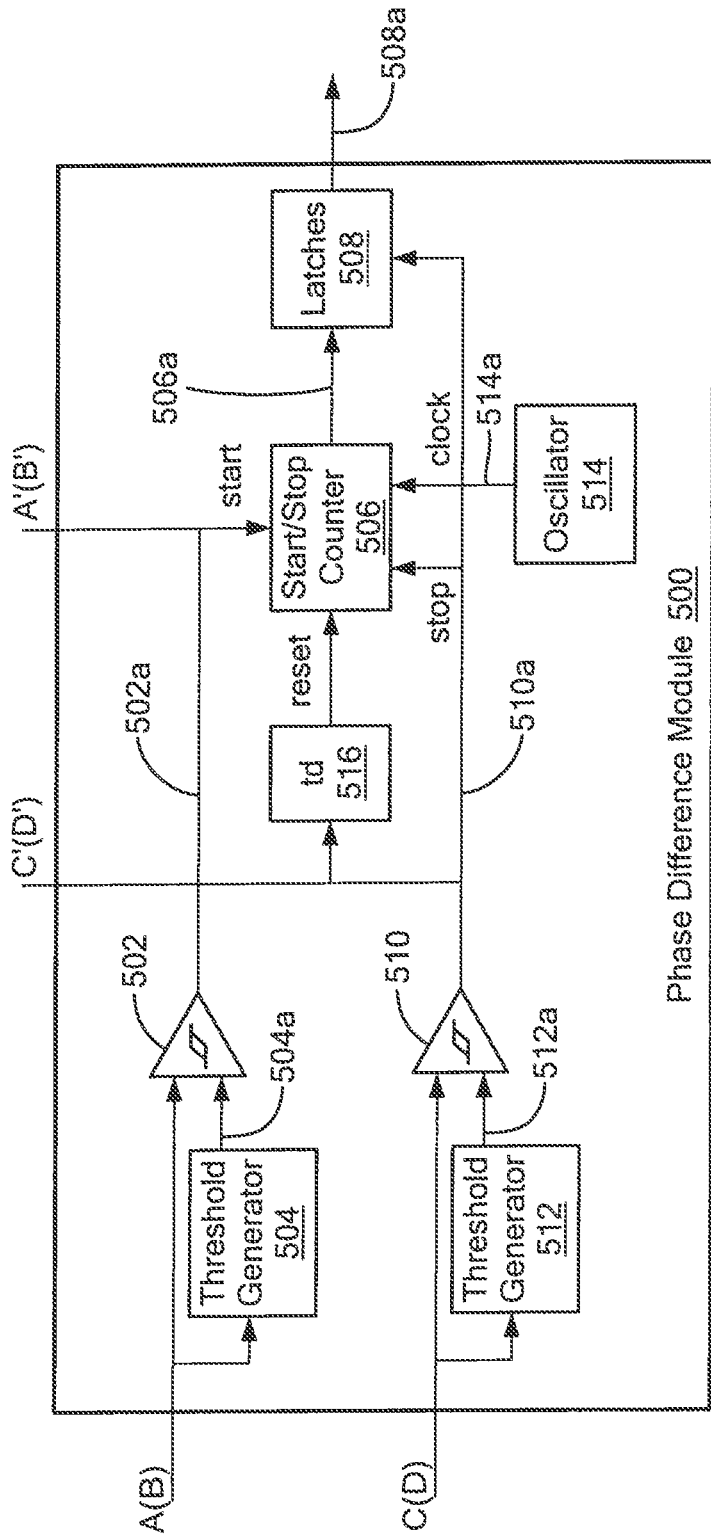 A'(B')
C'(D')
502
502a
506a
508a
A(B)
504a
start
Latches
508
Threshold
Generator
504
td
516
reset
Start/Stop
Counter
506
510
stop
clock
C(D)
512a
510a
514a
Threshold
Generator
512
Oscillator
514
Phase Difference Module 500